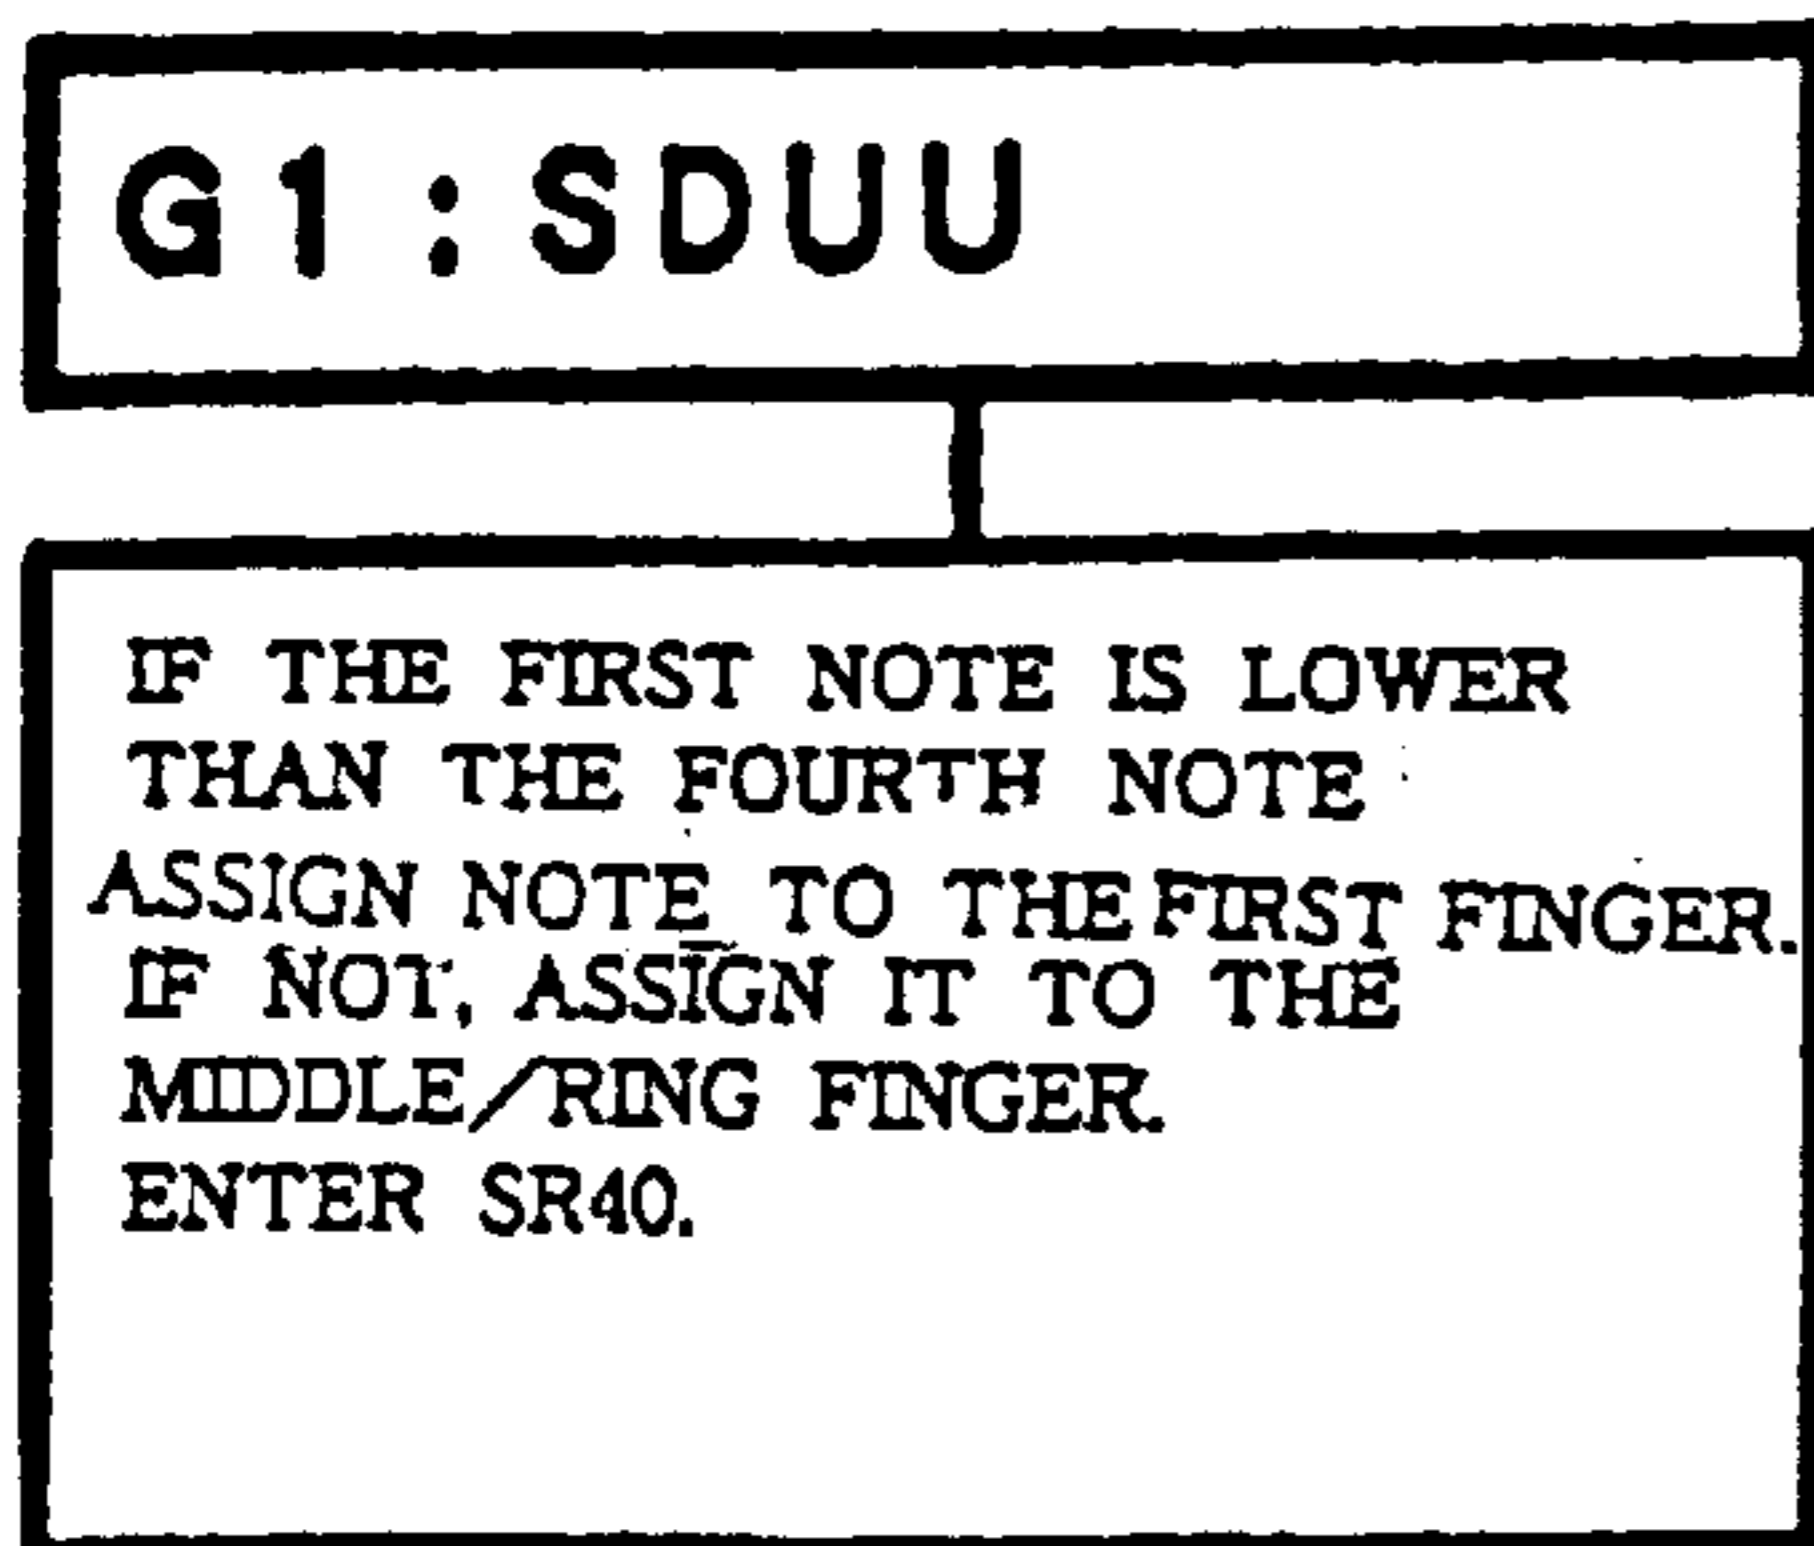 G1:SDUU
IF THE FIRST NOTE IS LOWER
THAN THE FOURTH NOTE
ASSIGN NOTE TO THE FIRST FINGER.
IF NOT, ASSIGN IT TO THE
MIDDLE/RING FINGER.
ENTER SR40.